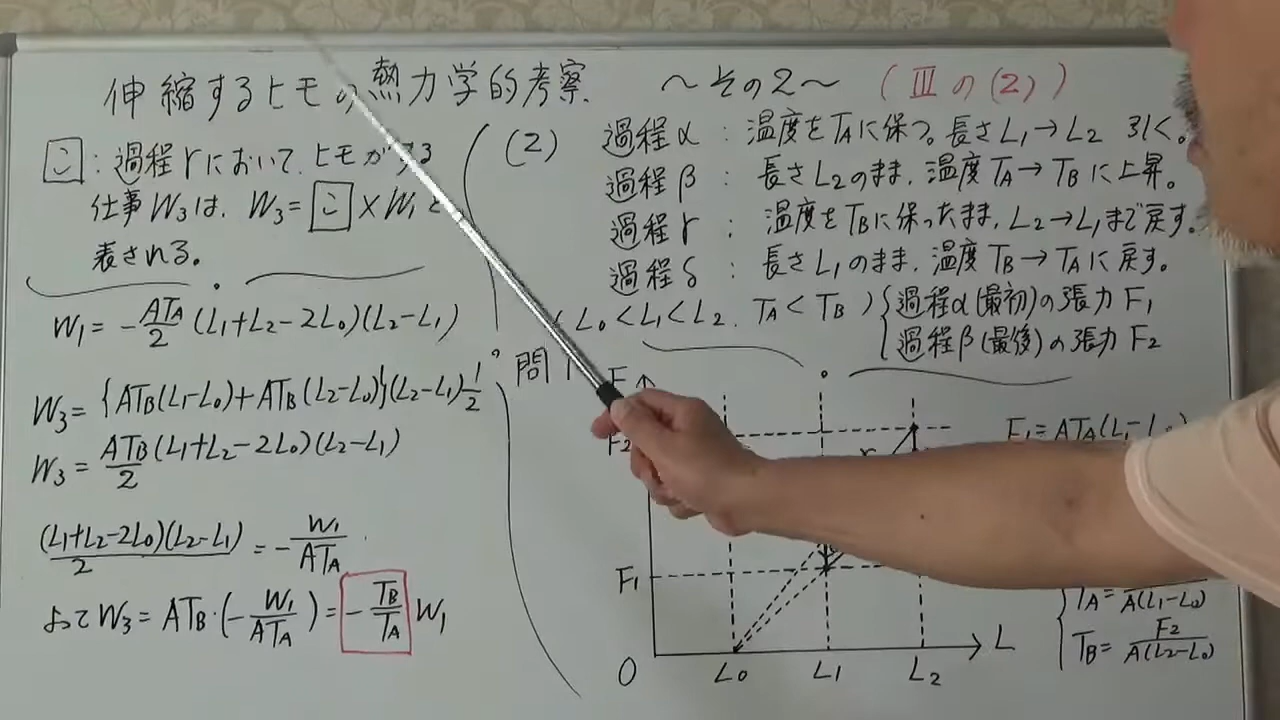 伸縮するヒモの熱力学的考察 ～その2～ (Ⅲの(2))
こ:過程γにおいて、ヒモがする
仕事W₃は、W₃=こ×W₁と
表される。
W₁=-ATA/2(L₁+L₂-2L₀)(L₂-L₁)
W₃={ATB(L₁-L₀)+ATB(L₂-L₀)}(L₂-L₁)1/2
W₃=ATB/2(L₁+L₂-2L₀)(L₂-L₁)
(L₁+L₂-2L₀)(L₂-L₁)/2=-W₁/ATA
よってW₃=ATB・(-W₁/ATA)=-TB/TA W₁
(2) 過程α:温度をTAに保つ。長さL₁→L₂ 引く。
過程β:長さL₂のまま、温度TA→TBに上昇。
過程γ:温度をTBに保ったまま、L₂→L₁まで戻す。
過程δ:長さL₁のまま、温度TB→TAに戻す。
(L₀<L₁<L₂、TA<TB)
過程α(最初)の張力F₁
過程β(最後)の張力F₂
問1
F
F₂
γ
F₁=ATA(L₁-L₀)
F₁
TA= /A(L₁-L₀)
TB=F₂/A(L₂-L₀)
O L₀ L₁ L₂ L